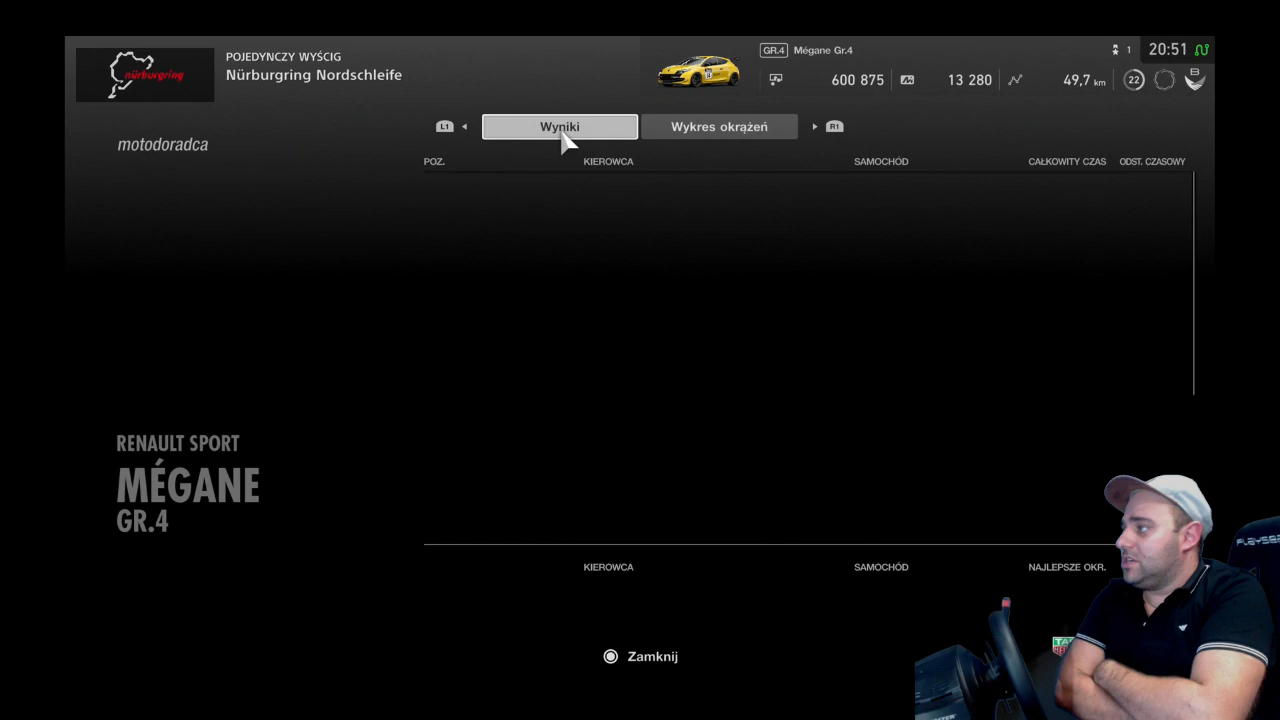 nürburgring
POJEDYNCZY WYŚCIG
Nürburgring Nordschleife
GR.4 Mégane Gr.4
1 20:51
600 875 13 280 49,7 km 22 B
motodoradca
L1 Wyniki Wykres okrążeń R1
POZ. KIEROWCA SAMOCHÓD CAŁKOWITY CZAS ODST. CZASOWY
RENAULT SPORT
MÉGANE
GR.4
KIEROWCA SAMOCHÓD NAJLEPSZE OKR.
Zamknij